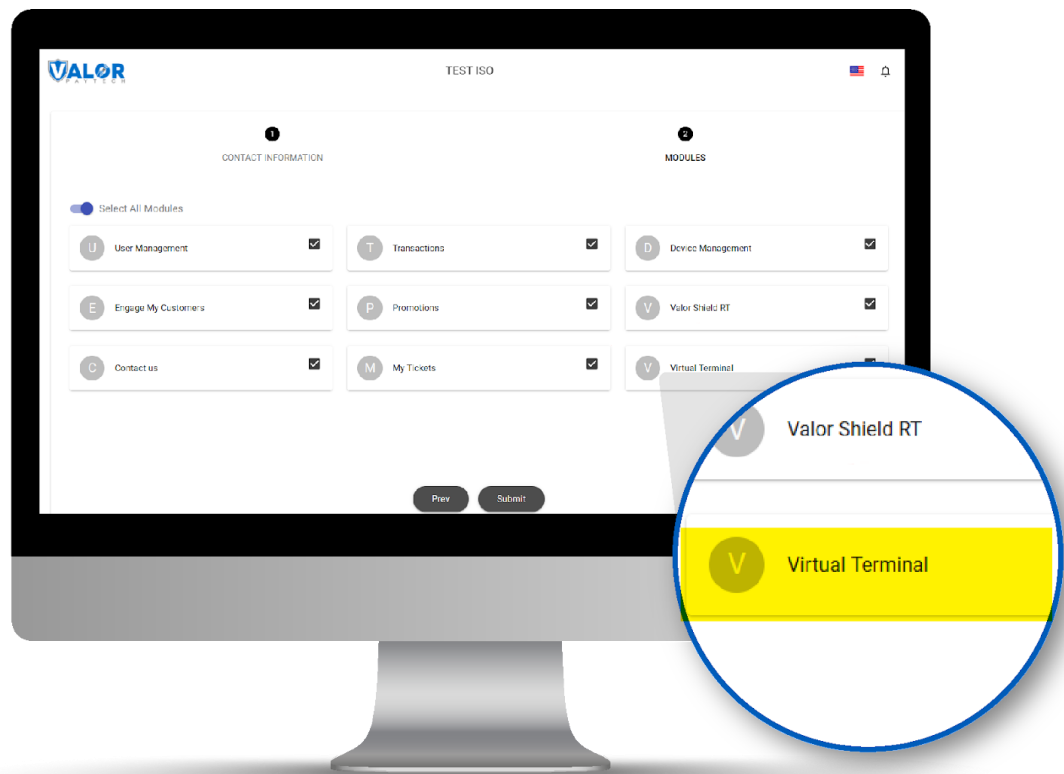 VALOR
PAYTECH
TEST ISO
1
2
CONTACT INFORMATION
MODULES
Select All Modules
U User Management
T Transactions
D Device Management
E Engage My Customers
P Promotions
V Valor Shield RT
C Contact us
M My Tickets
V Virtual Terminal
Prev
Submit
V Valor Shield RT
V Virtual Terminal